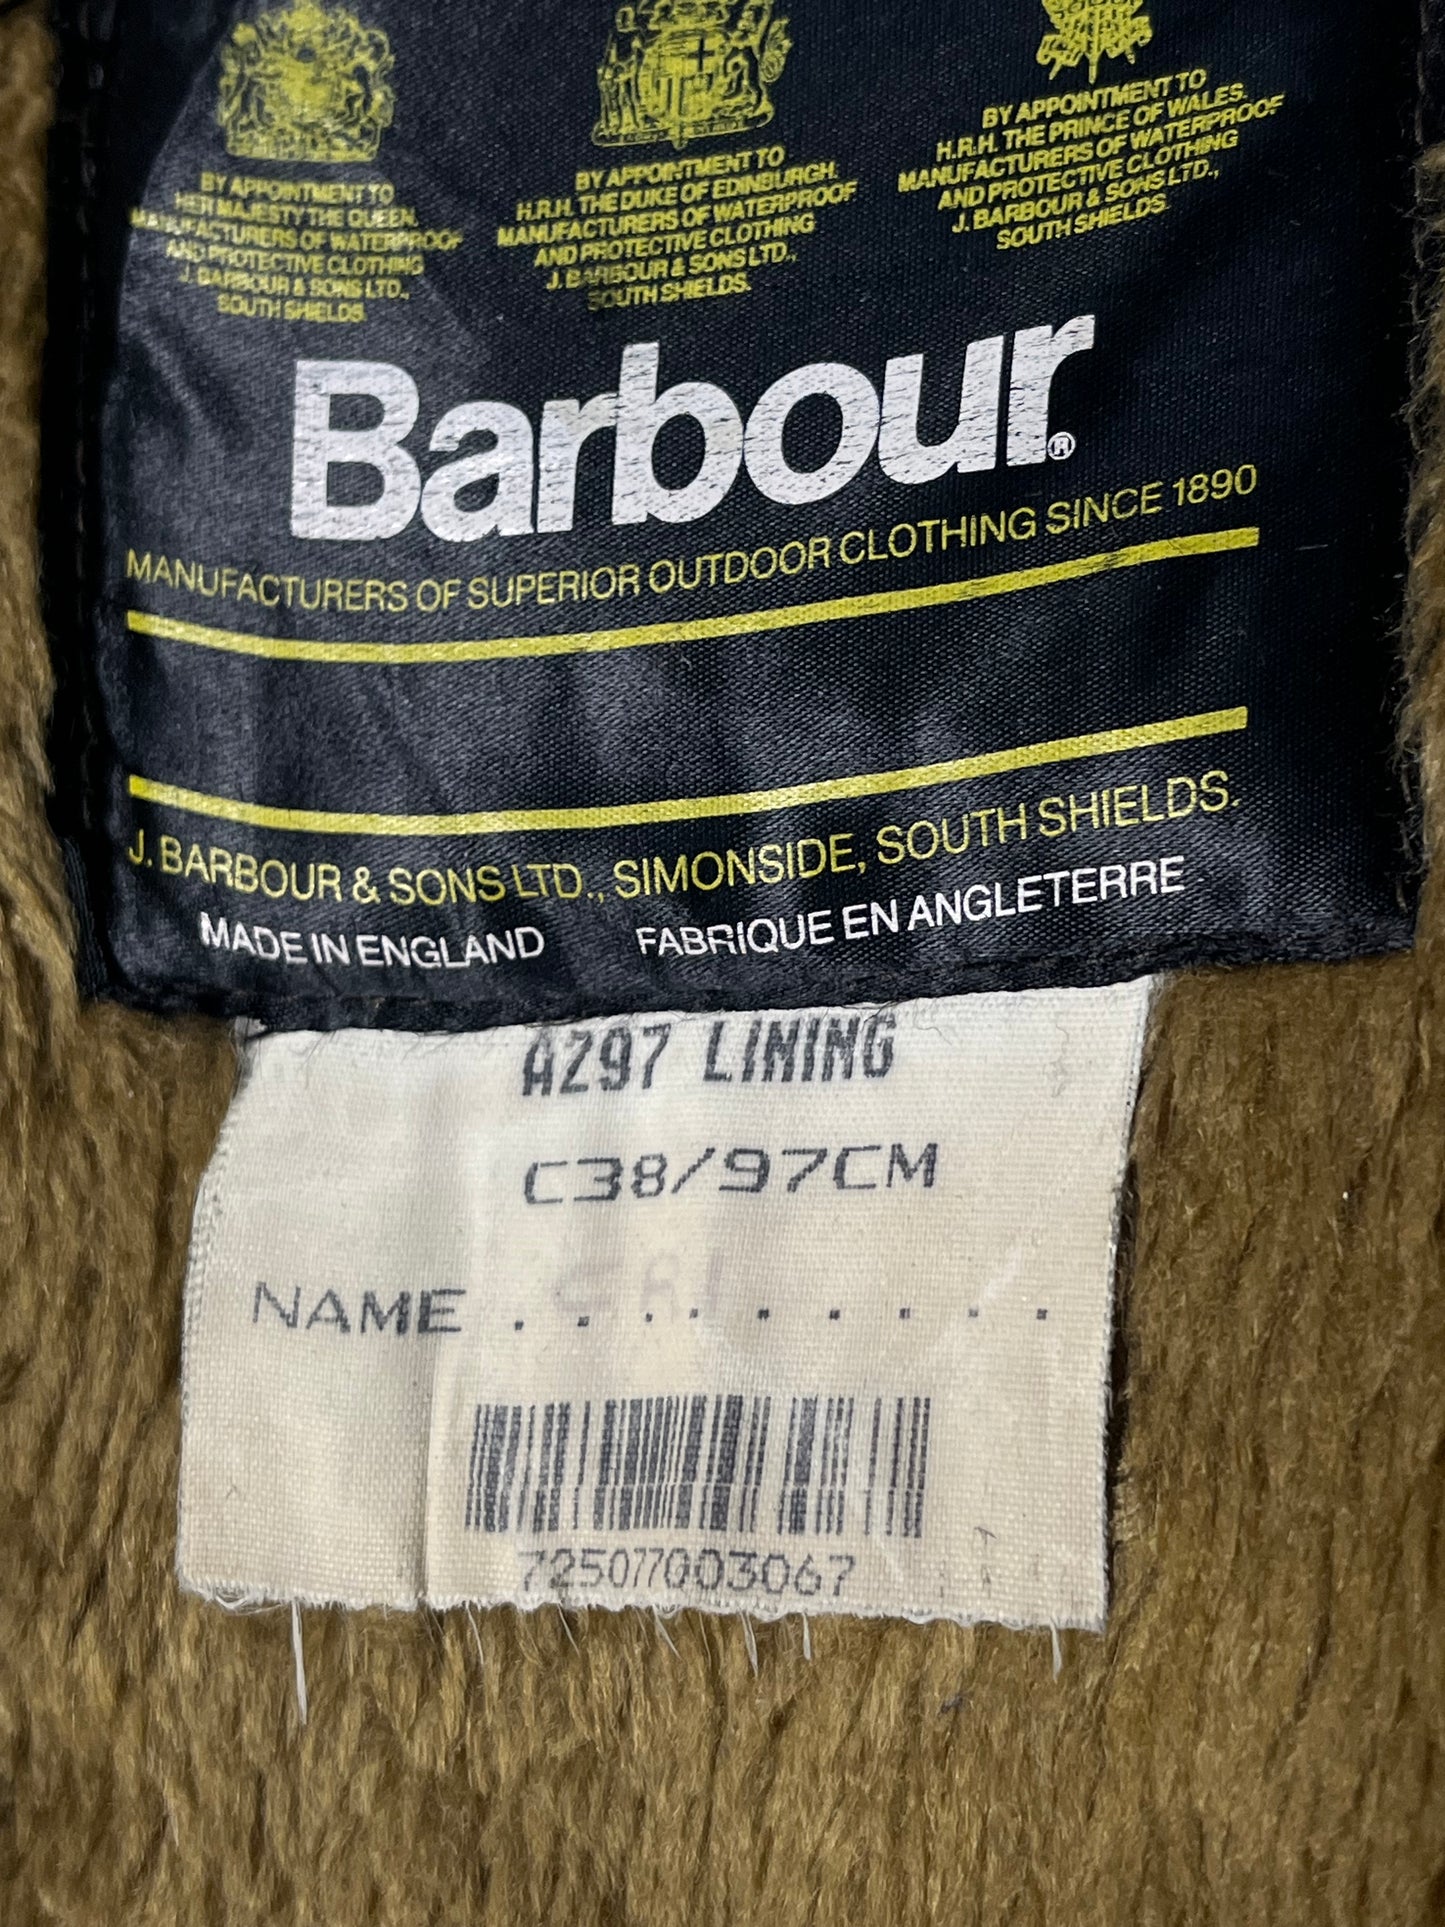 BY APPOINTMENT TO
HER MAJESTY THE QUEEN.
MANUFACTURERS OF WATERPROOF
AND PROTECTIVE CLOTHING
J. BARBOUR & SONS LTD.,
SOUTH SHIELDS.
BY APPOINTMENT TO
H.R.H. THE DUKE OF EDINBURGH.
MANUFACTURERS OF WATERPROOF
AND PROTECTIVE CLOTHING
J. BARBOUR & SONS LTD.,
SOUTH SHIELDS.
BY APPOINTMENT TO
H.R.H. THE PRINCE OF WALES.
MANUFACTURERS OF WATERPROOF
AND PROTECTIVE CLOTHING
J. BARBOUR & SONS LTD.,
SOUTH SHIELDS.
Barbour®
MANUFACTURERS OF SUPERIOR OUTDOOR CLOTHING SINCE 1890
J. BARBOUR & SONS LTD., SIMONSIDE, SOUTH SHIELDS.
MADE IN ENGLAND FABRIQUE EN ANGLETERRE
A297 LINING
C38/97CM
NAME . . . . . . . . .
725077003067